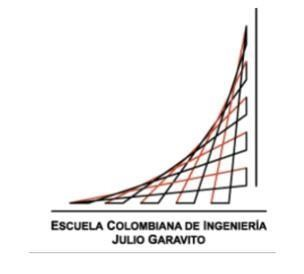 ESCUELA COLOMBIANA DE INGENIERÍA
JULIO GARAVITO